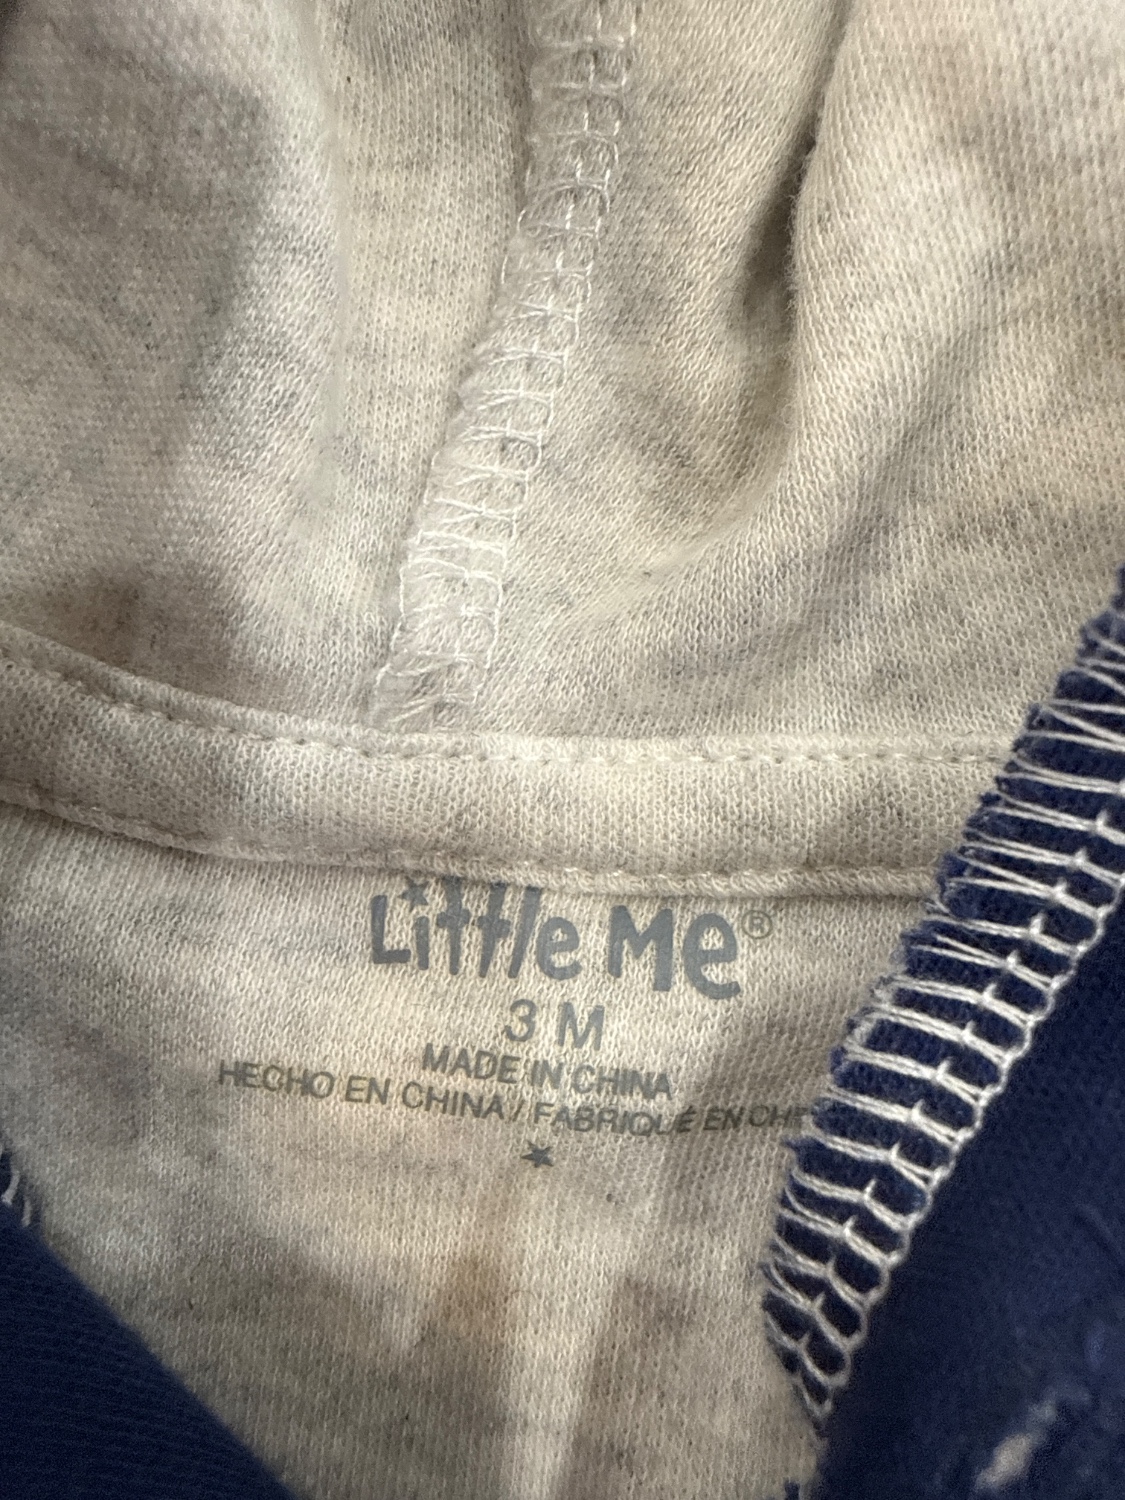 Little Me®
3 M
MADE IN CHINA
HECHO EN CHINA / FABRIQUÉ EN